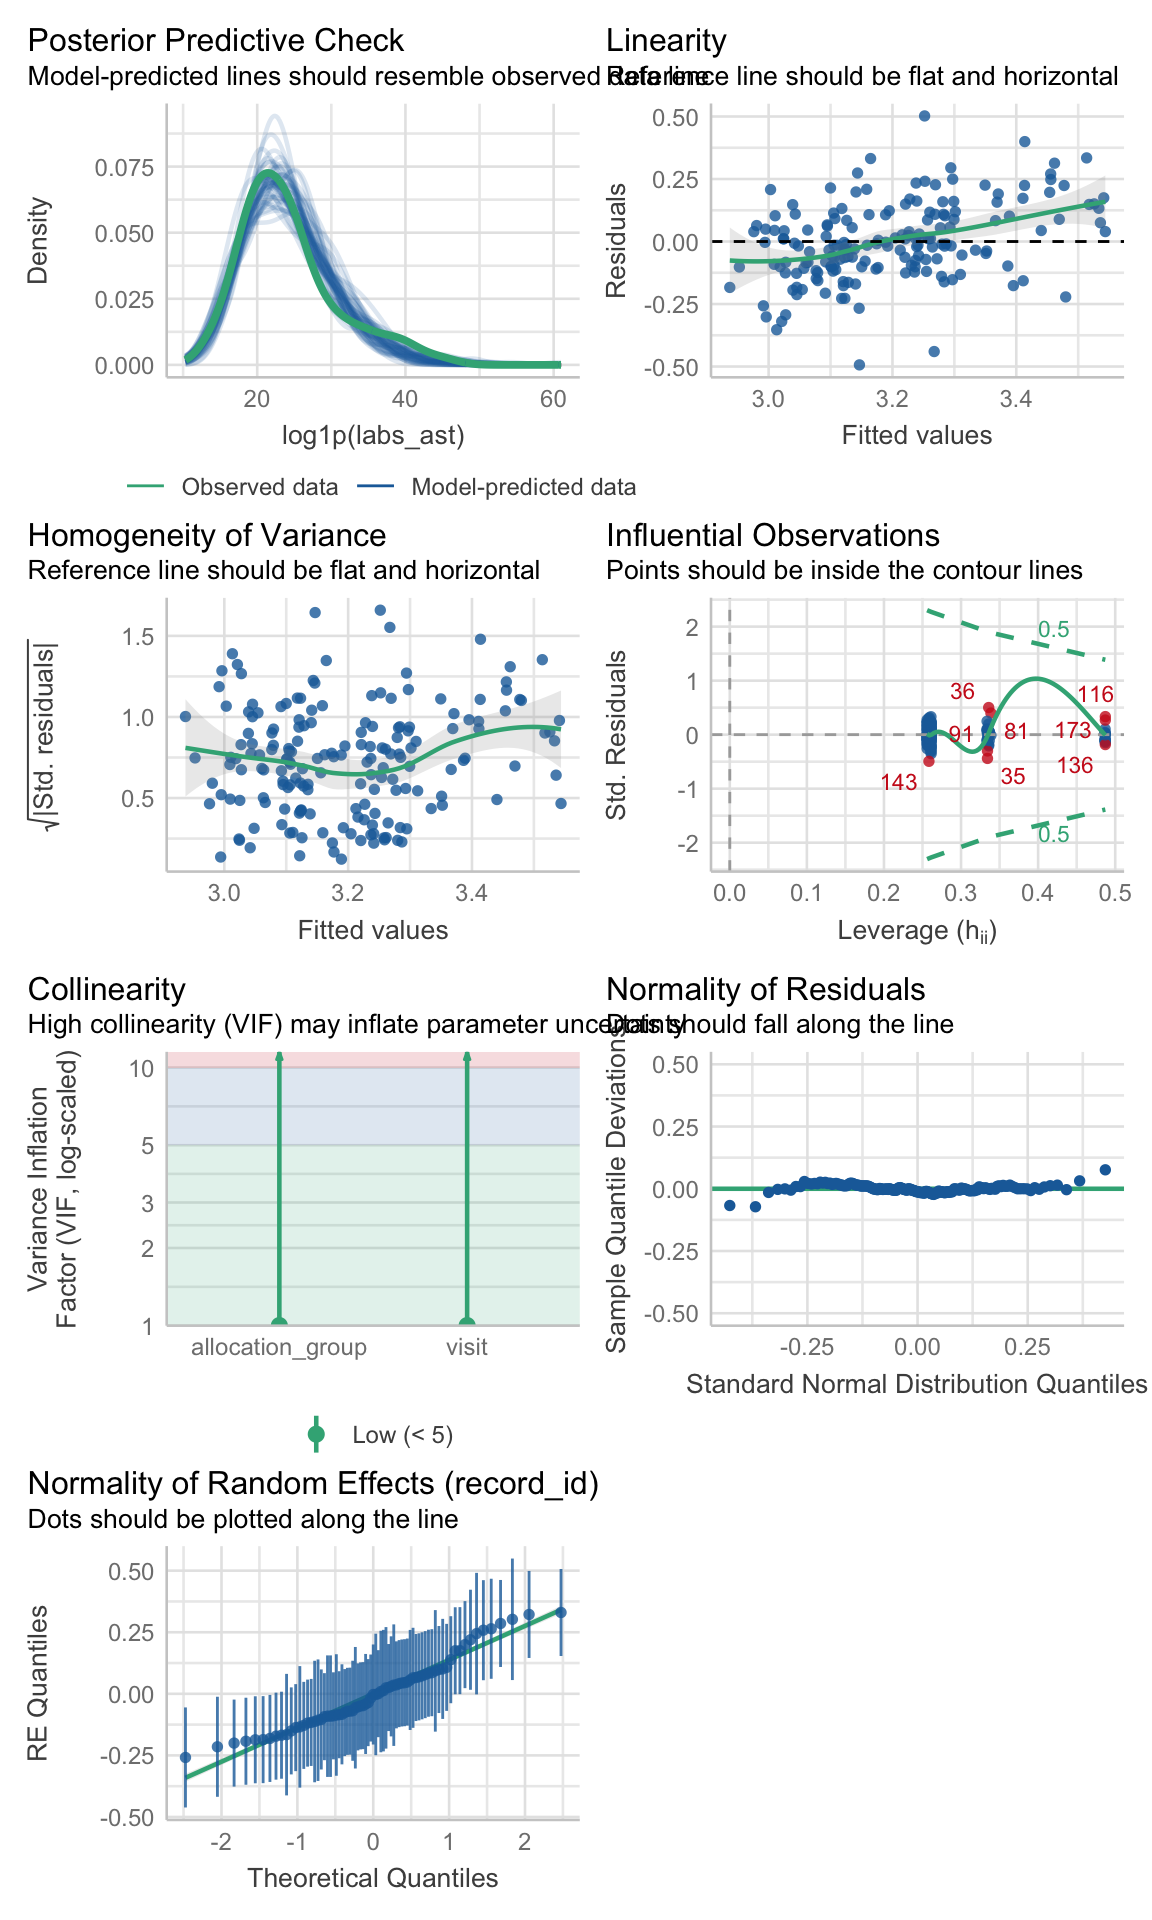 Posterior Predictive Check
Model-predicted lines should resemble observed data line
Density
0.075
0.050
0.025
0.000
20 40 60
log1p(labs_ast)
Observed data Model-predicted data
Linearity
Reference line should be flat and horizontal
Residuals
0.50
0.25
0.00
-0.25
-0.50
3.0 3.2 3.4
Fitted values
Homogeneity of Variance
Reference line should be flat and horizontal
√|Std. residuals|
1.5
1.0
0.5
3.0 3.2 3.4
Fitted values
Influential Observations
Points should be inside the contour lines
Std. Residuals
2
1
0
-1
-2
0.5
36
116
91
81
173
143
35
136
0.5
0.0 0.1 0.2 0.3 0.4 0.5
Leverage (hii)
Collinearity
High collinearity (VIF) may inflate parameter uncertainty
Variance Inflation
Factor (VIF, log-scaled)
10
5
3
2
1
allocation_group visit
Low (< 5)
Normality of Residuals
Dots should fall along the line
Sample Quantile Deviations
0.50
0.25
0.00
-0.25
-0.50
-0.25 0.00 0.25
Standard Normal Distribution Quantiles
Normality of Random Effects (record_id)
Dots should be plotted along the line
RE Quantiles
0.50
0.25
0.00
-0.25
-0.50
-2 -1 0 1 2
Theoretical Quantiles